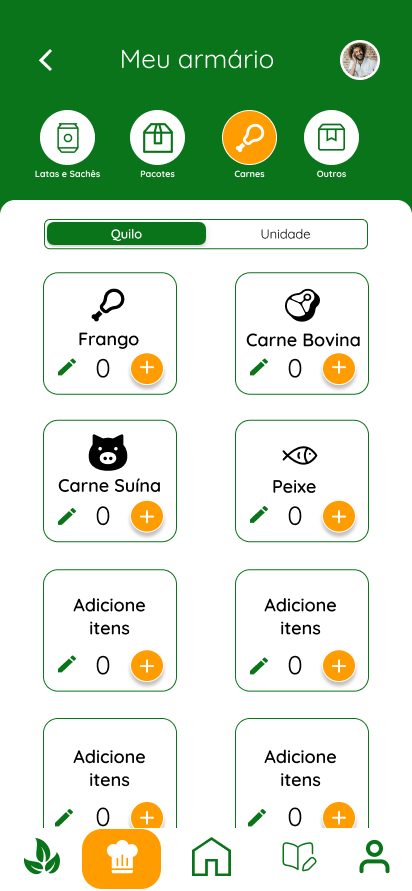 Meu armário
Latas e Sachês
Pacotes
Carnes
Outros
Quilo
Unidade
Frango
0
Carne Bovina
0
Carne Suína
0
Peixe
0
Adicione
itens
0
Adicione
itens
0
Adicione
itens
0
Adicione
itens
0